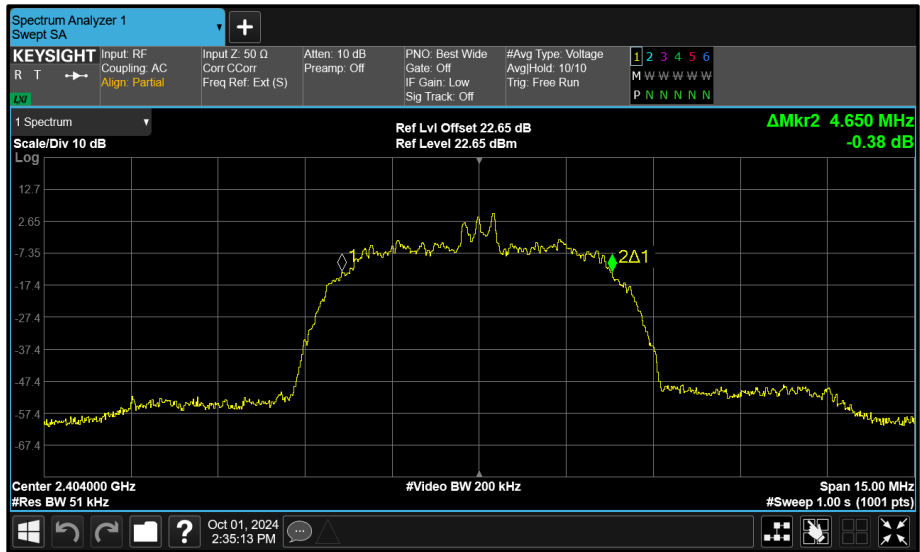 Spectrum Analyzer 1
Swept SA
+
KEYSIGHT
R T
LXI
Input: RF
Coupling: AC
Align: Partial
Input Z: 50 Ω
Corr CCorr
Freq Ref: Ext (S)
Atten: 10 dB
Preamp: Off
PNO: Best Wide
Gate: Off
IF Gain: Low
Sig Track: Off
#Avg Type: Voltage
Avg|Hold: 10/10
Trig: Free Run
1 2 3 4 5 6
M W W W W W
P N N N N N
1 Spectrum
Scale/Div 10 dB
Ref Lvl Offset 22.65 dB
Ref Level 22.65 dBm
ΔMkr2 4.650 MHz
-0.38 dB
Log
12.7
2.65
-7.35
-17.4
-27.4
-37.4
-47.4
-57.4
-67.4
1
2Δ1
Center 2.404000 GHz
#Video BW 200 kHz
Span 15.00 MHz
#Res BW 51 kHz
#Sweep 1.00 s (1001 pts)
?
Oct 01, 2024
2:35:13 PM